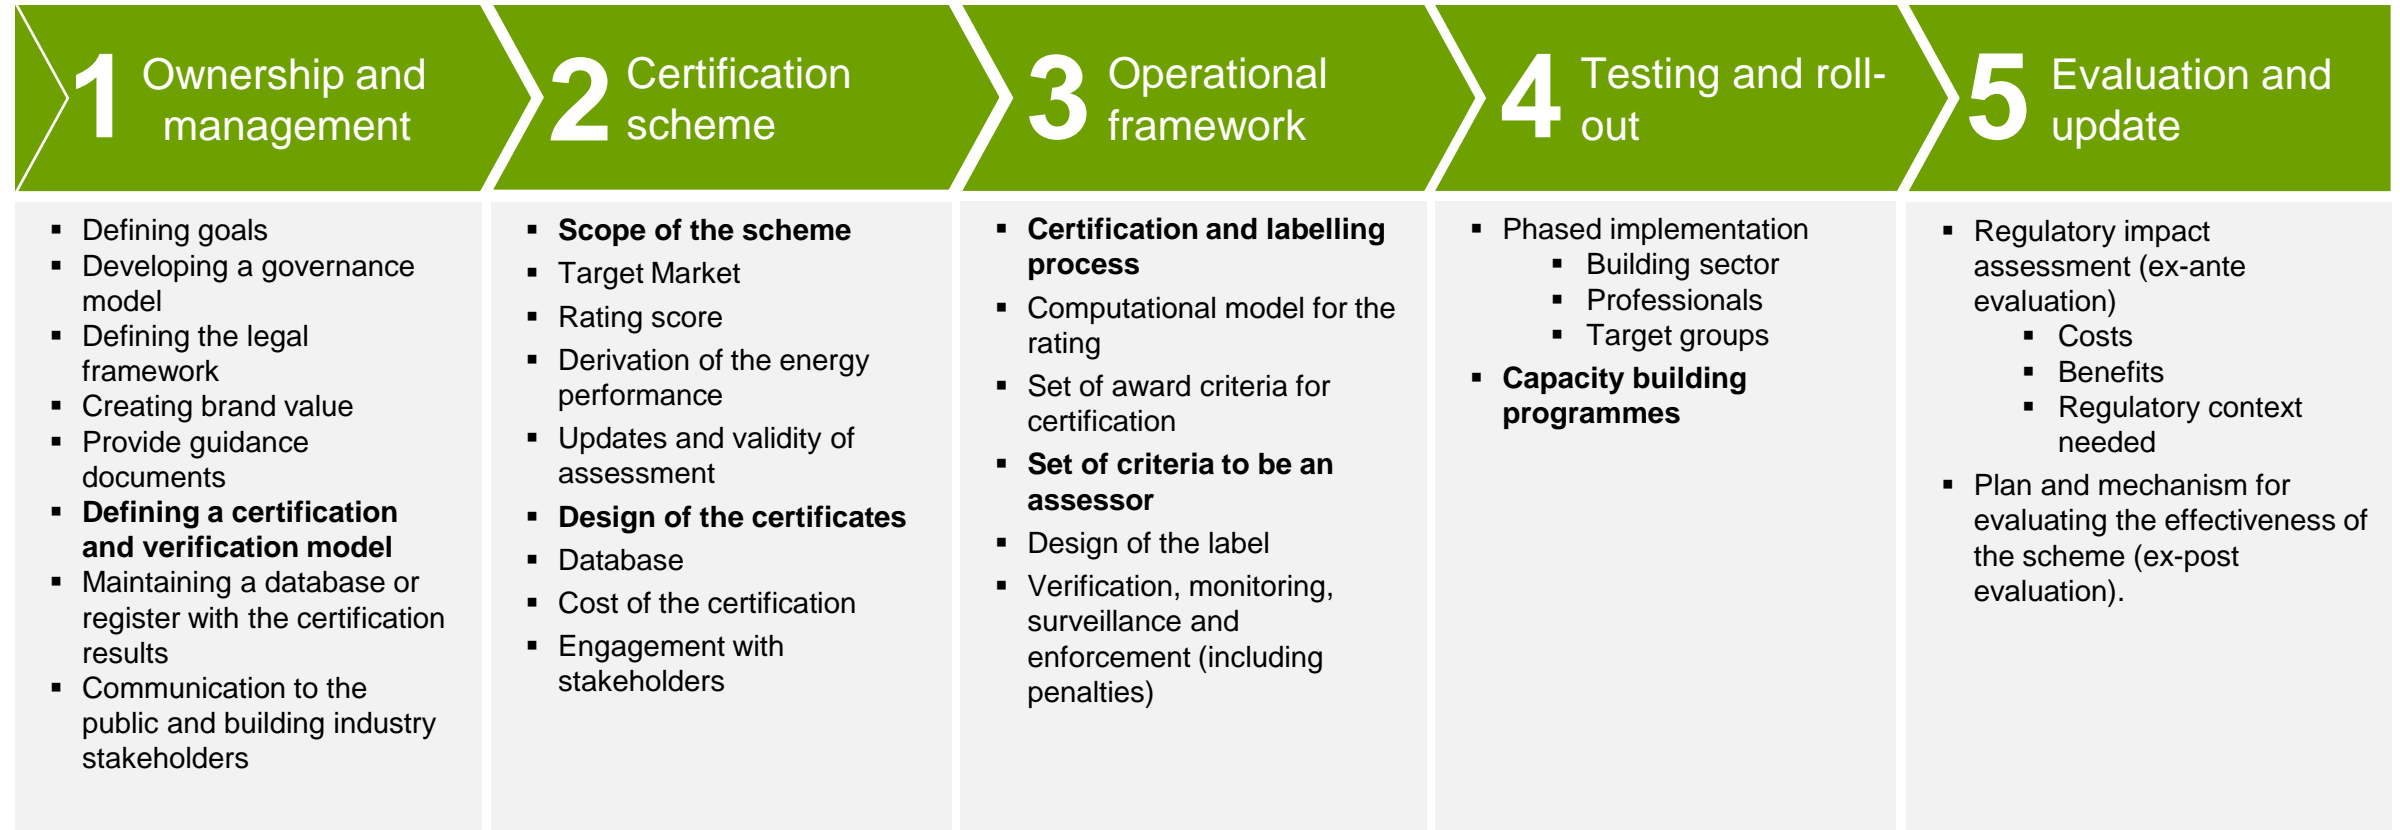 1 Ownership and
management
▪ Defining goals
▪ Developing a governance
model
▪ Defining the legal
framework
▪ Creating brand value
▪ Provide guidance
documents
▪ Defining a certification
and verification model
▪ Maintaining a database or
register with the certification
results
▪ Communication to the
public and building industry
stakeholders
2 Certification
scheme
▪ Scope of the scheme
▪ Target Market
▪ Rating score
▪ Derivation of the energy
performance
▪ Updates and validity of
assessment
▪ Design of the certificates
▪ Database
▪ Cost of the certification
▪ Engagement with
stakeholders
3 Operational
framework
▪ Certification and labelling
process
▪ Computational model for the
rating
▪ Set of award criteria for
certification
▪ Set of criteria to be an
assessor
▪ Design of the label
▪ Verification, monitoring,
surveillance and
enforcement (including
penalties)
4 Testing and roll-
out
▪ Phased implementation
▪ Building sector
▪ Professionals
▪ Target groups
▪ Capacity building
programmes
5 Evaluation and
update
▪ Regulatory impact
assessment (ex-ante
evaluation)
▪ Costs
▪ Benefits
▪ Regulatory context
needed
▪ Plan and mechanism for
evaluating the effectiveness of
the scheme (ex-post
evaluation).